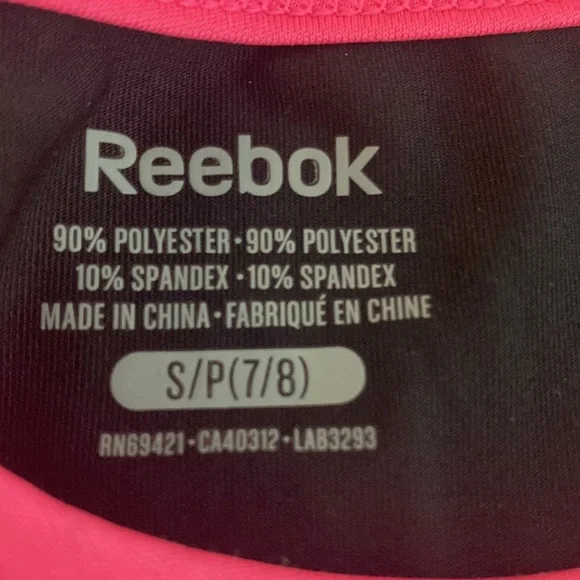 Reebok
90% POLYESTER • 90% POLYESTER
10% SPANDEX • 10% SPANDEX
MADE IN CHINA • FABRIQUÉ EN CHINE
S/P(7/8)
RN69421 • CA40312 • LAB3293